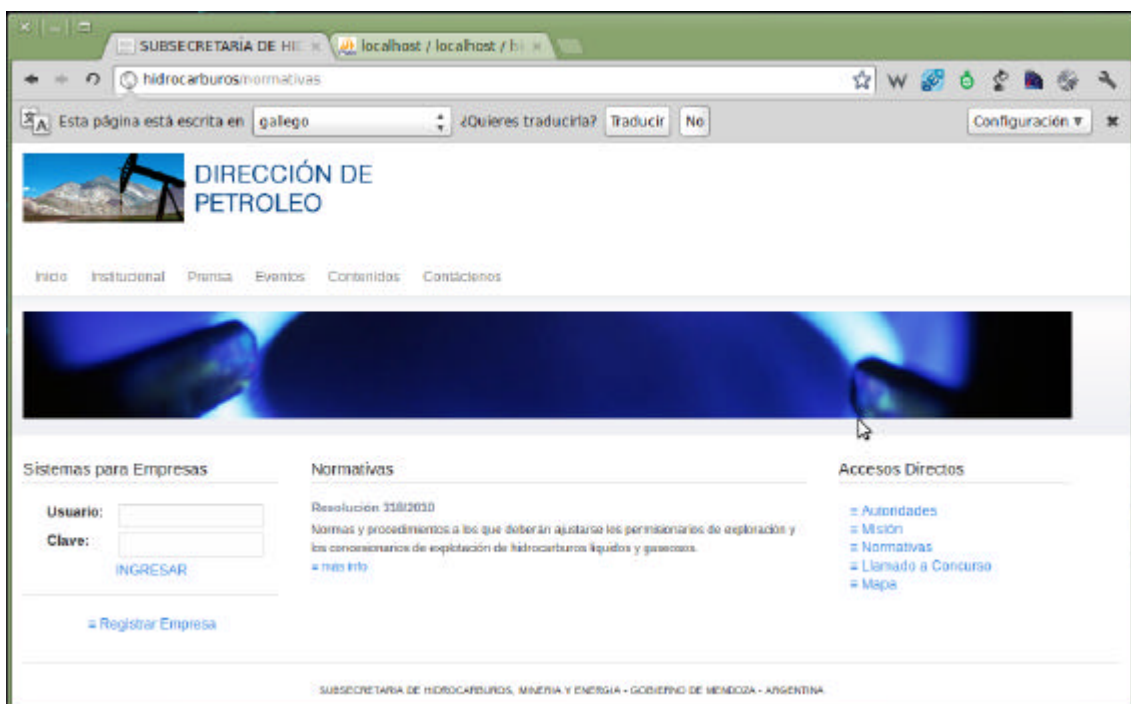 SUBSECRETARÍA DE HI
localhost / localhost / hi
hidrocarburos/normativas
Esta página está escrita en gallego ¿Quieres traducirla? Traducir No Configuración
DIRECCIÓN DE
PETROLEO
Inicio Institucional Prensa Eventos Contenidos Contáctenos
Sistemas para Empresas
Usuario:
Clave:
INGRESAR
Registrar Empresa
Normativas
Resolución 318/2010
Normas y procedimientos a los que deberán ajustarse los permisionarios de exploración y
los concesionarios de explotación de hidrocarburos líquidos y gaseosos.
mas info
Accesos Directos
Autoridades
Misión
Normativas
Llamado a Concurso
Mapa
SUBSECRETARIA DE HIDROCARBUROS, MINERIA Y ENERGIA - GOBIERNO DE MENDOZA - ARGENTINA